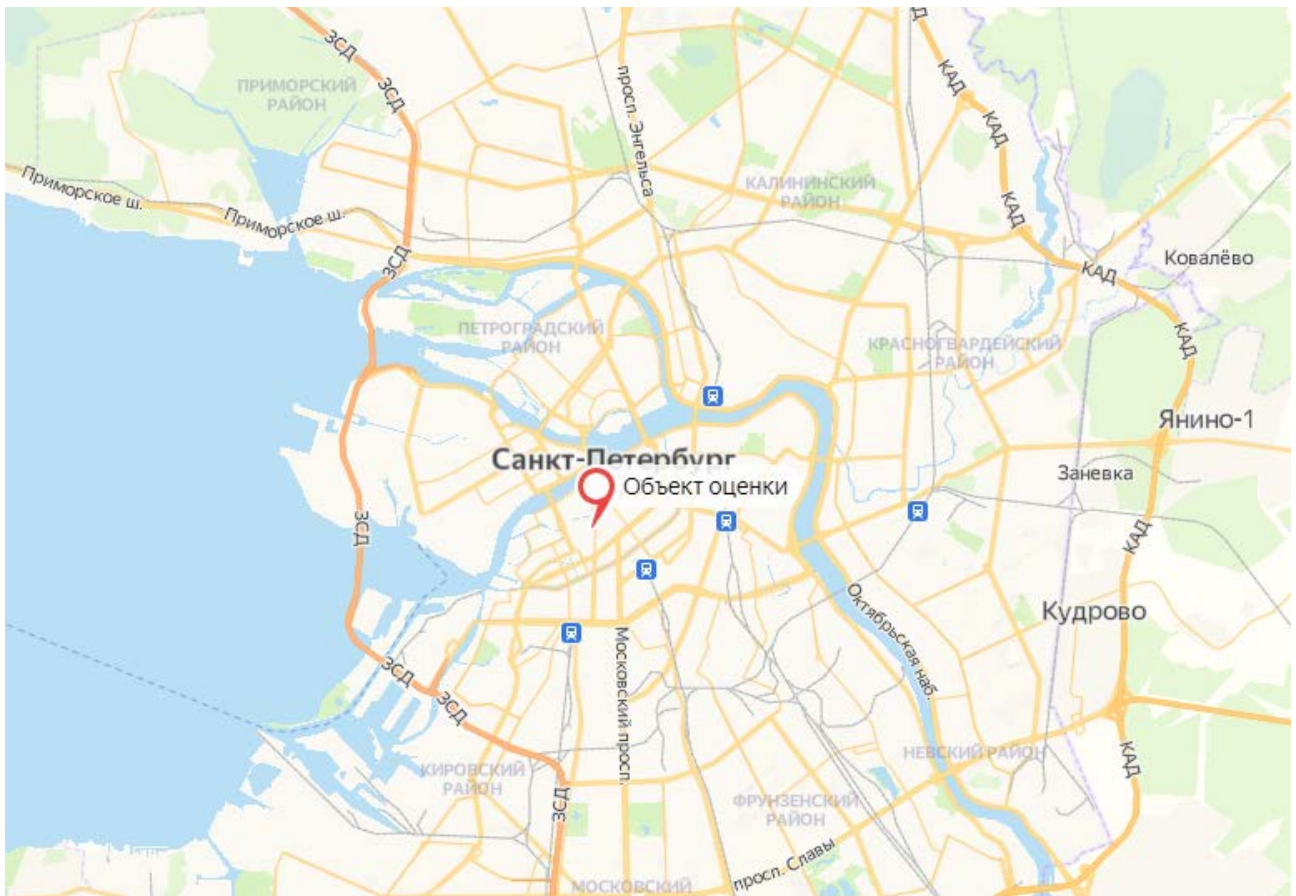 ЗСД
КАД
ПРИМОРСКИЙ
РАЙОН
ЗСД
КАД
просп. Энгельса
КАД
Приморское ш.
КАЛИНИНСКИЙ
РАЙОН
Приморское ш.
КАД
ЗСД
КАД
Ковалёво
ПЕТРОГРАДСКИЙ
РАЙОН
КРАСНОГВАРДЕЙСКИЙ
РАЙОН
КАД
Янино-1
Санкт-Петербург
Заневка
Объект оценки
ЗСД
КАД
Кудрово
Октябрьская наб.
Московский просп.
ЗСД
ЗСД
НЕВСКИЙ РАЙОН
КАД
КИРОВСКИЙ
РАЙОН
ЗСД
ФРУНЗЕНСКИЙ
РАЙОН
просп. Славы
МОСКОВСКИЙ